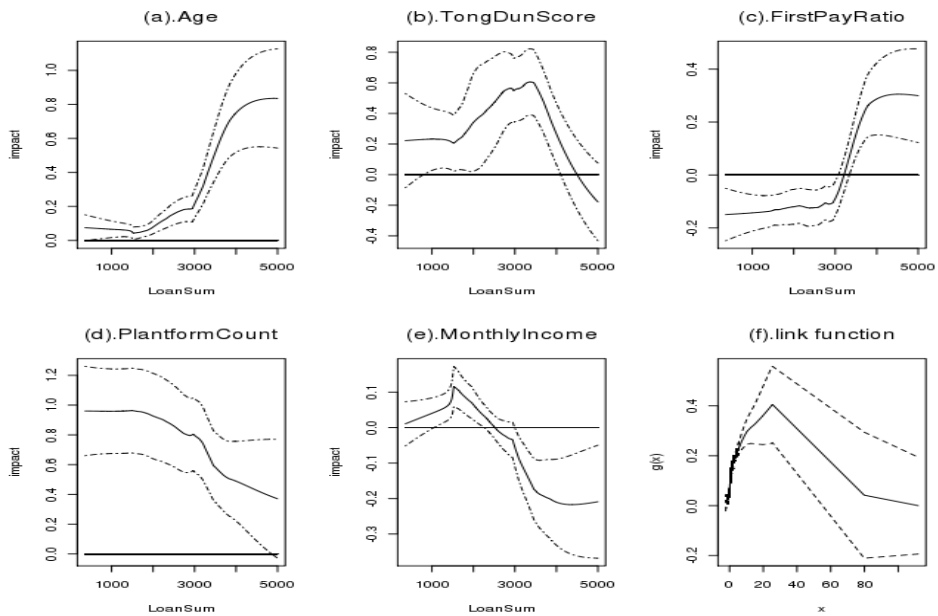 (a).Age
(b).TongDunScore
(c).FirstPayRatio
impact
0.0 0.2 0.4 0.6 0.8 1.0
1000 3000 5000
LoanSum
impact
-0.4 -0.2 0.0 0.2 0.4 0.6 0.8
1000 3000 5000
LoanSum
impact
-0.2 0.0 0.2 0.4
1000 3000 5000
LoanSum
(d).PlantformCount
(e).MonthlyIncome
(f).link function
impact
0.0 0.2 0.4 0.6 0.8 1.0 1.2
1000 3000 5000
LoanSum
impact
-0.3 -0.2 -0.1 0.0 0.1
1000 3000 5000
LoanSum
g(x)
-0.2 0.0 0.2 0.4
0 20 40 60 80
x